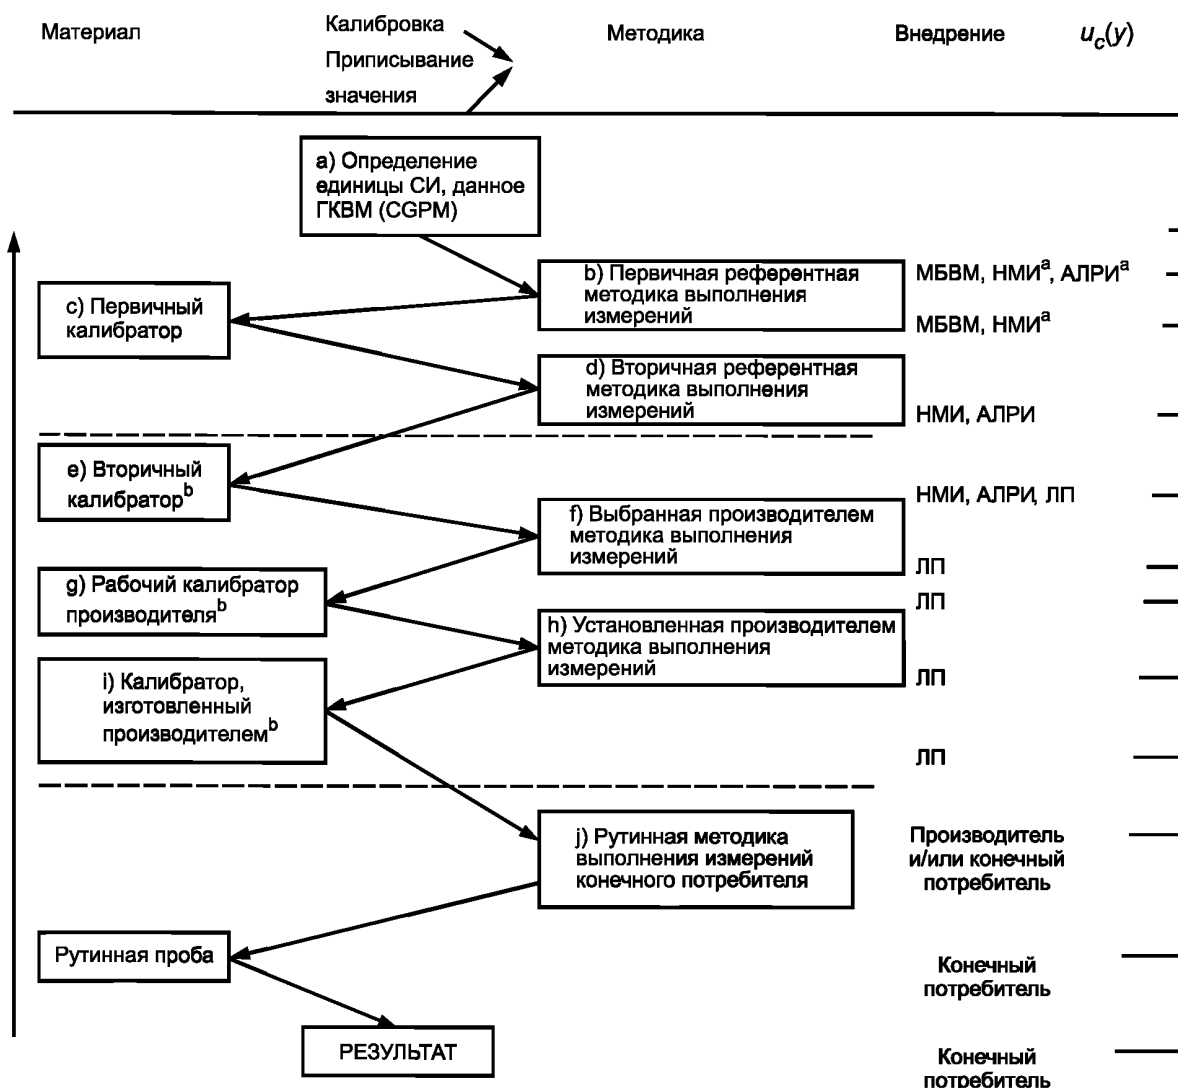 Материал
Калибровка
Приписывание
значения
Методика
Внедрение
u_c(y)
a) Определение
единицы СИ, данное
ГКВМ (CGPM)
b) Первичная референтная
методика выполнения
измерений
МБВМ, НМИᵃ, АЛРИᵃ
c) Первичный
калибратор
МБВМ, НМИᵃ
d) Вторичная референтная
методика выполнения
измерений
НМИ, АЛРИ
e) Вторичный
калибраторᵇ
НМИ, АЛРИ, ЛП
f) Выбранная производителем
методика выполнения
измерений
ЛП
g) Рабочий калибратор
производителяᵇ
ЛП
h) Установленная производителем
методика выполнения
измерений
ЛП
i) Калибратор,
изготовленный
производителемᵇ
ЛП
j) Рутинная методика
выполнения измерений
конечного потребителя
Производитель
и/или конечный
потребитель
Рутинная проба
Конечный
потребитель
РЕЗУЛЬТАТ
Конечный
потребитель